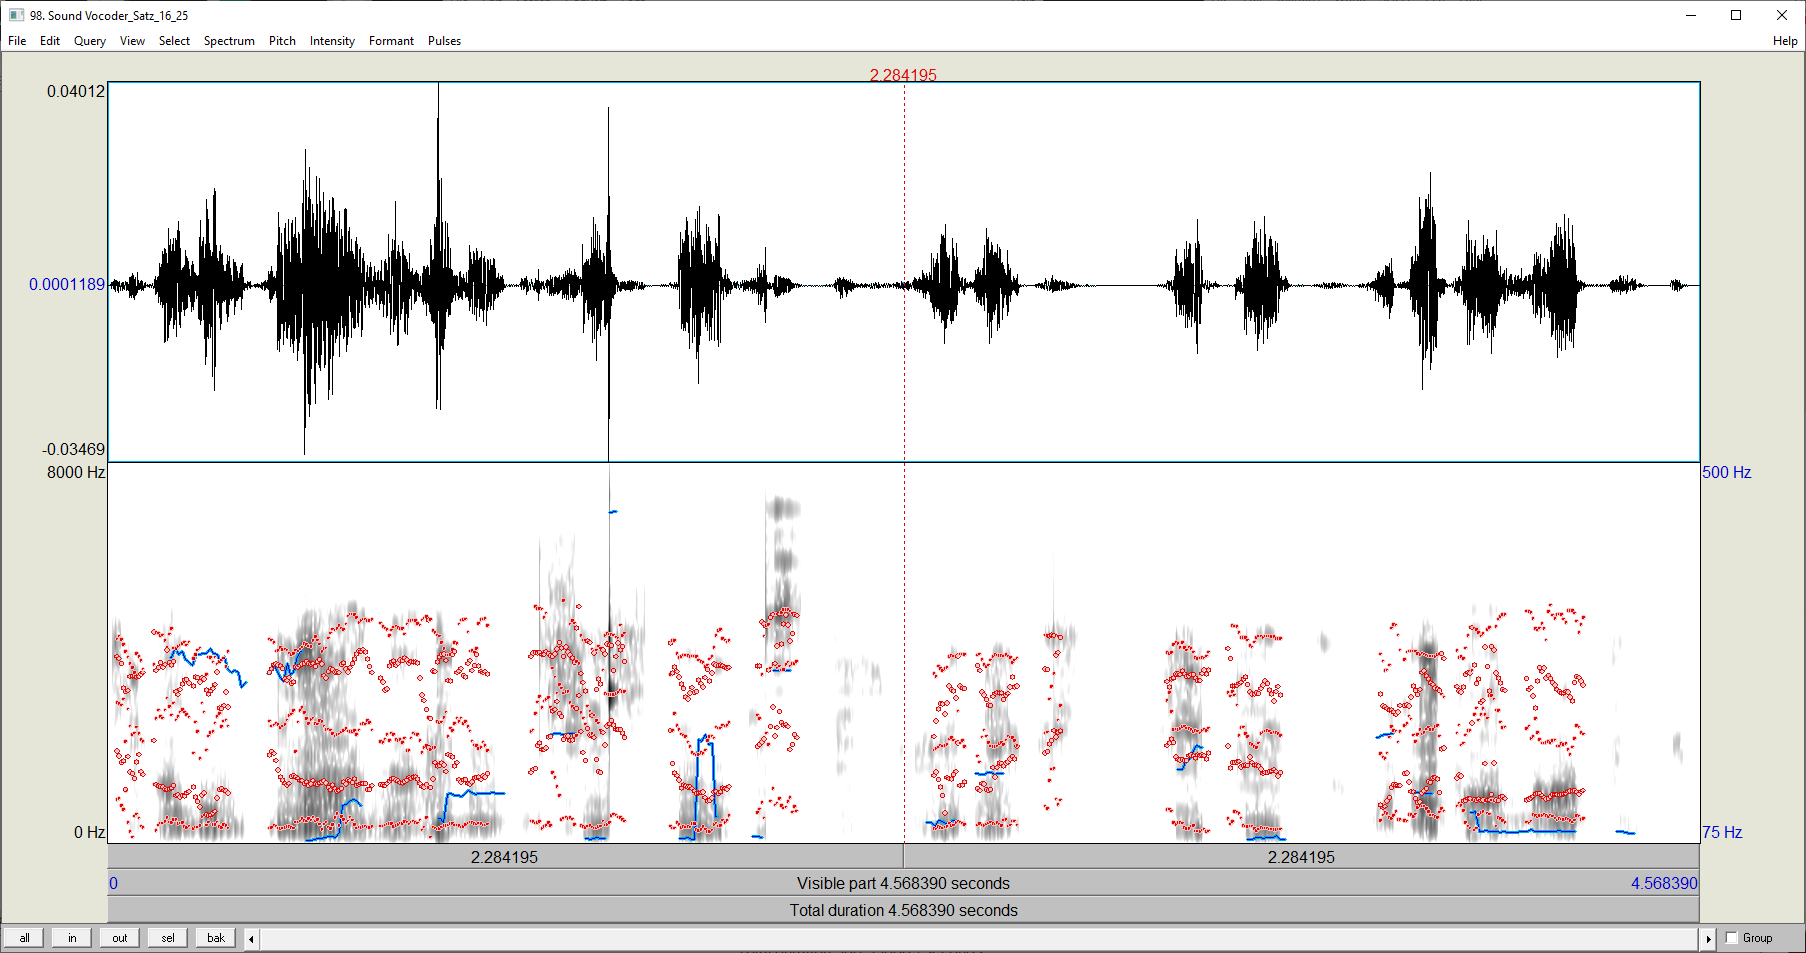 98. Sound Vocoder_Satz_16_25
File Edit Query View Select Spectrum Pitch Intensity Formant Pulses Help
2.284195
0.04012
0.0001189
-0.03469
8000 Hz 500 Hz
0 Hz 75 Hz
2.284195 2.284195
0 Visible part 4.568390 seconds 4.568390
Total duration 4.568390 seconds
all in out sel bak Group